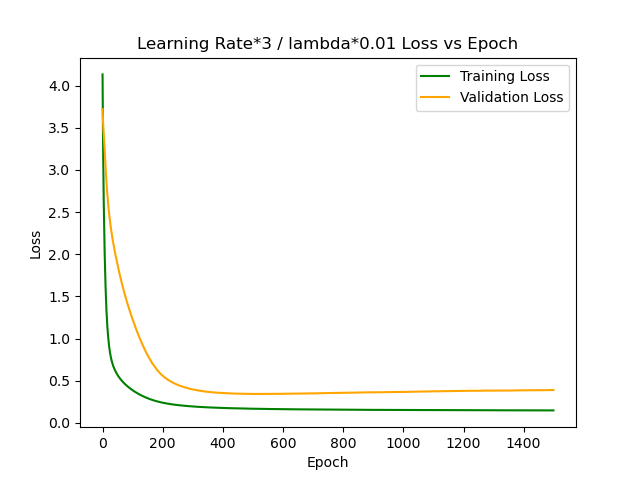 Learning Rate*3 / lambda*0.01 Loss vs Epoch
Training Loss
Validation Loss
Loss
4.0
3.5
3.0
2.5
2.0
1.5
1.0
0.5
0.0
0 200 400 600 800 1000 1200 1400
Epoch